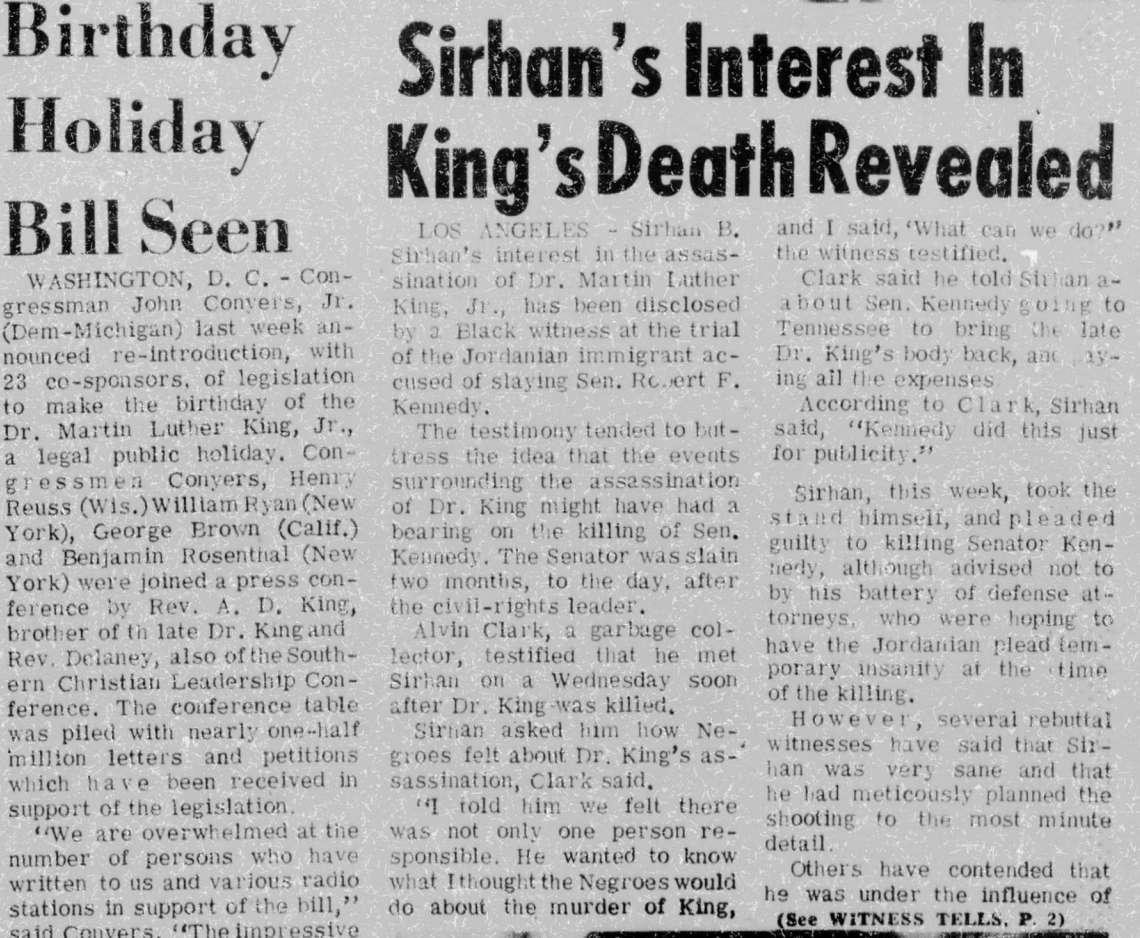 Birthday
Holiday
Bill Seen
WASHINGTON, D. C. - Con-
gressman John Conyers, Jr.
(Dem-Michigan) last week an-
nounced re-introduction, with
23 co-sponsors, of legislation
to make the birthday of the
Dr. Martin Luther King, Jr.,
a legal public holiday. Con-
gressmen Conyers, Henry
Reuss (Wis.) William Ryan (New
York), George Brown (Calif.)
and Benjamin Rosenthal (New
York) were joined a press con-
ference by Rev. A. D. King,
brother of th late Dr. King and
Rev. Delaney, also of the South-
ern Christian Leadership Con-
ference. The conference table
was piled with nearly one-half
million letters and petitions
which have been received in
support of the legislation.
"We are overwhelmed at the
number of persons who have
written to us and various radio
stations in support of the bill,"
said Conyers. "The impressive
Sirhan's Interest In
King's Death Revealed
LOS ANGELES - Sirhan B.
Sirhan's interest in the assas-
sination of Dr. Martin Luther
King, Jr., has been disclosed
by a Black witness at the trial
of the Jordanian immigrant ac-
cused of slaying Sen. Robert F.
Kennedy.
The testimony tended to but-
tress the idea that the events
surrounding the assassination
of Dr. King might have had a
bearing on the killing of Sen.
Kennedy. The Senator was slain
two months, to the day, after
the civil-rights leader.
Alvin Clark, a garbage col-
lector, testified that he met
Sirhan on a Wednesday soon
after Dr. King was killed.
Sirhan asked him how Ne-
groes felt about Dr. King's as-
sassination, Clark said.
"I told him we felt there
was not only one person re-
sponsible. He wanted to know
what I thought the Negroes would
do about the murder of King,
and I said, 'What can we do?"
the witness testified.
Clark said he told Sirhan a-
about Sen. Kennedy going to
Tennessee to bring the late
Dr. King's body back, and
ing all the expenses
According to Clark, Sirhan
said, "Kennedy did this just
for publicity."
Sirhan, this week, took the
stand himself, and pleaded
guilty to killing Senator Ken-
nedy, although advised not to
by his battery of defense at-
torneys, who were hoping to
have the Jordanian plead tem-
porary insanity at the time
of the killing.
However, several rebuttal
witnesses have said that Sir-
han was very sane and that
he had meticously planned the
shooting to the most minute
detail.
Others have contended that
he was under the influence of
(See WITNESS TELLS, P. 2)